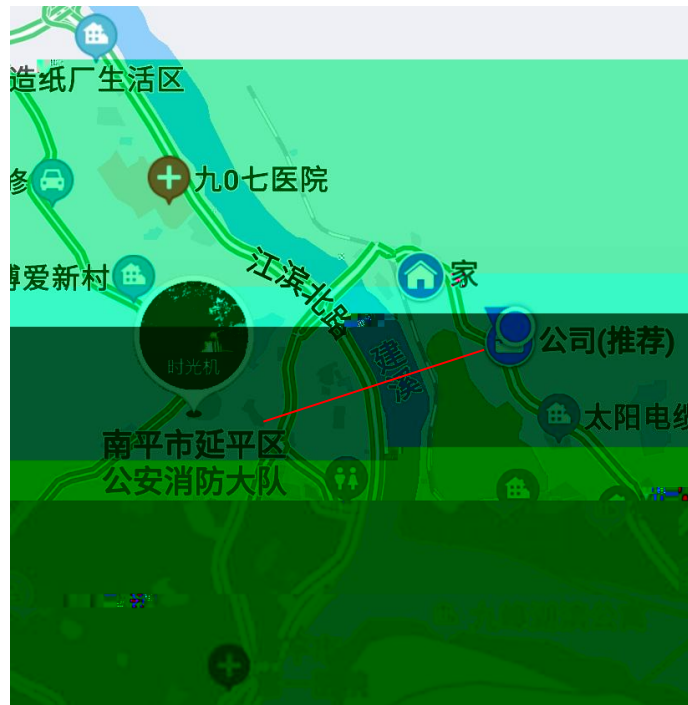 造纸厂生活区
九0七医院
修
博爱新村
江滨北路
家
建溪
公司(推荐)
时光机
太阳电缆
南平市延平区
公安消防大队